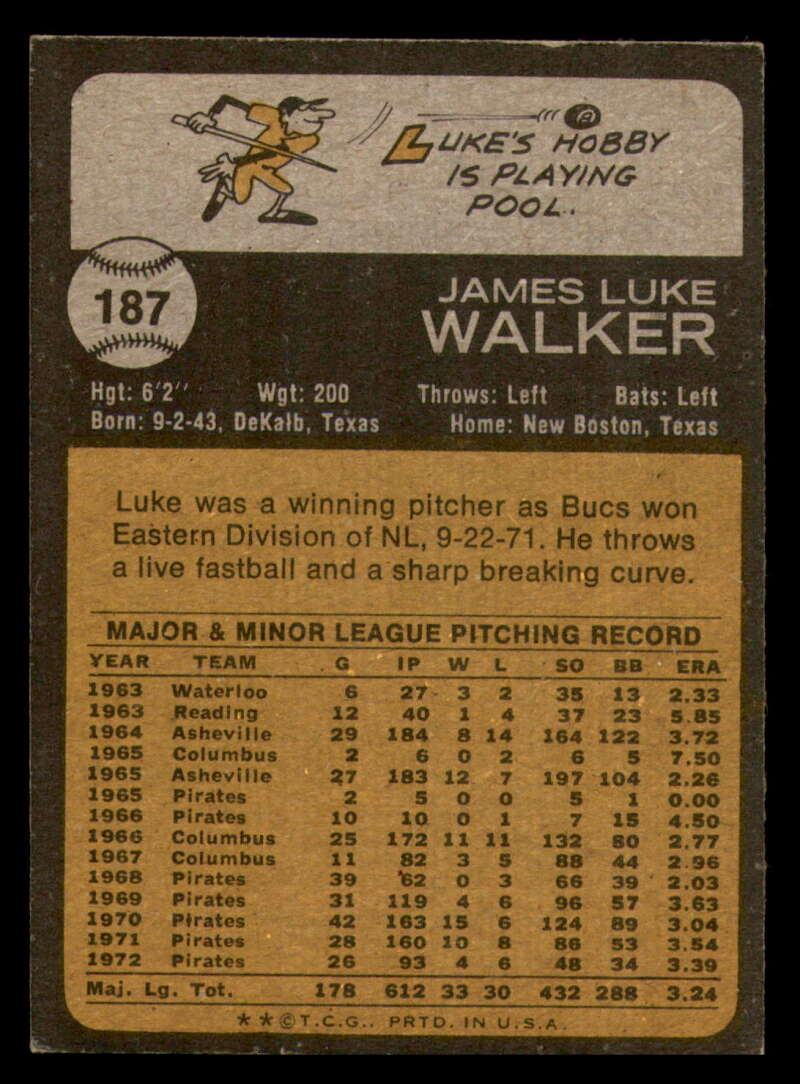 LUKE'S HOBBY
IS PLAYING
POOL.
187
JAMES LUKE
WALKER
Hgt: 6'2" Wgt: 200 Throws: Left Bats: Left
Born: 9-2-43, DeKalb, Texas Home: New Boston, Texas
Luke was a winning pitcher as Bucs won
Eastern Division of NL, 9-22-71. He throws
a live fastball and a sharp breaking curve.
MAJOR & MINOR LEAGUE PITCHING RECORD
YEAR TEAM G IP W L SO BB ERA
1963 Waterloo 6 27 3 2 35 13 2.33
1963 Reading 12 40 1 4 37 23 5.85
1964 Asheville 29 184 8 14 164 122 3.72
1965 Columbus 2 6 0 2 6 5 7.50
1965 Asheville 27 183 12 7 197 104 2.26
1965 Pirates 2 5 0 0 5 1 0.00
1966 Pirates 10 10 0 1 7 15 4.50
1966 Columbus 25 172 11 11 132 80 2.77
1967 Columbus 11 82 3 5 88 44 2.96
1968 Pirates 39 62 0 3 66 39 2.03
1969 Pirates 31 119 4 6 96 57 3.63
1970 Pirates 42 163 15 6 124 89 3.04
1971 Pirates 28 160 10 8 86 53 3.54
1972 Pirates 26 93 4 6 48 34 3.39
Maj. Lg. Tot. 178 612 33 30 432 288 3.24
* * © T.C.G.. PRTD. IN U.S.A.